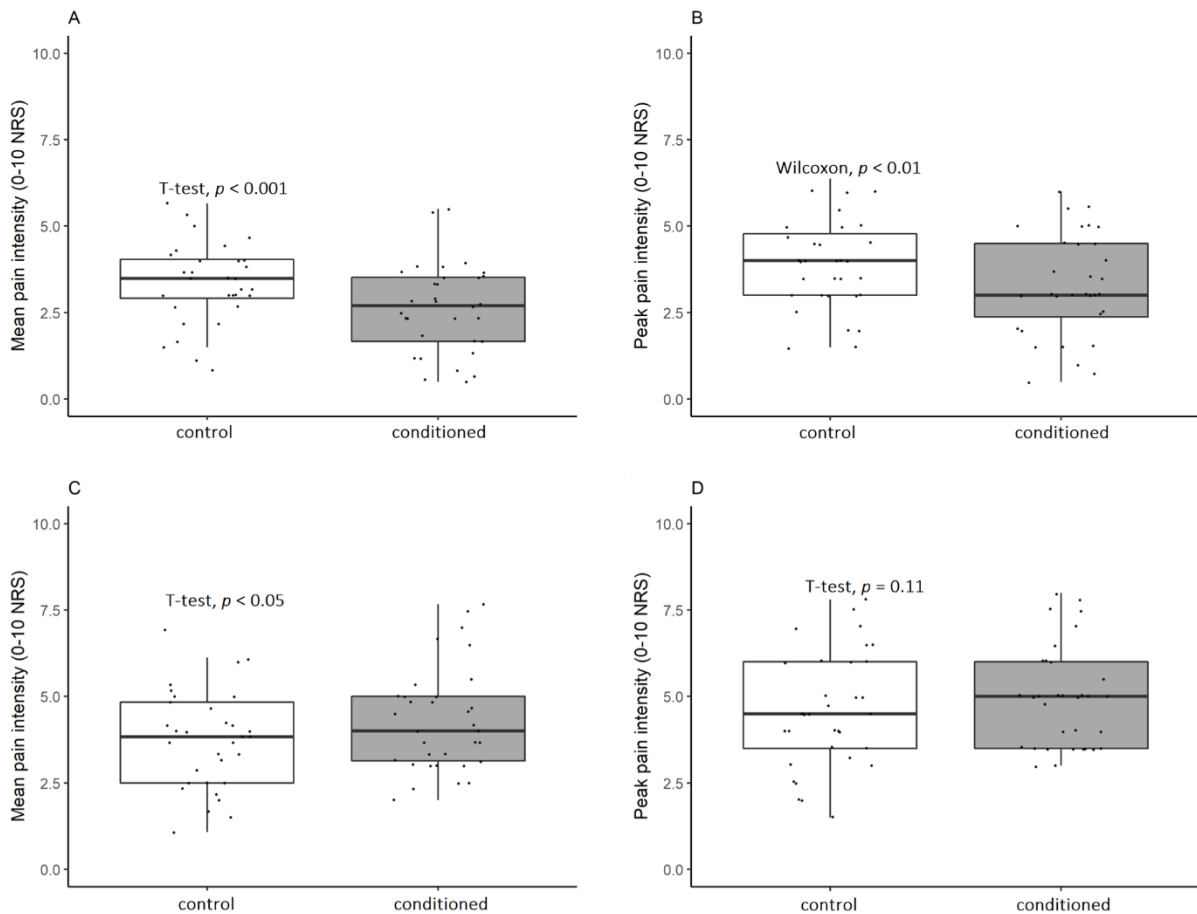 A
Mean pain intensity (0-10 NRS)
10.0
7.5
5.0
2.5
0.0
T-test, p < 0.001
control
conditioned
B
Peak pain intensity (0-10 NRS)
10.0
7.5
5.0
2.5
0.0
Wilcoxon, p < 0.01
control
conditioned
C
Mean pain intensity (0-10 NRS)
10.0
7.5
5.0
2.5
0.0
T-test, p < 0.05
control
conditioned
D
Peak pain intensity (0-10 NRS)
10.0
7.5
5.0
2.5
0.0
T-test, p = 0.11
control
conditioned